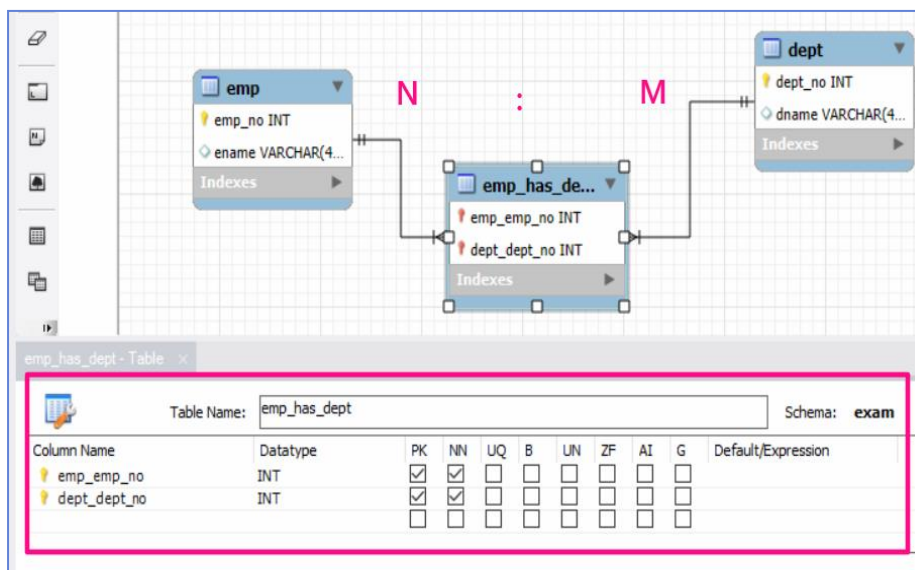 emp
emp_no INT
ename VARCHAR(4...
Indexes
N : M
dept
dept_no INT
dname VARCHAR(4...
Indexes
emp_has_de...
emp_emp_no INT
dept_dept_no INT
Indexes
emp_has_dept - Table ×
Table Name: emp_has_dept Schema: exam
Column Name Datatype PK NN UQ B UN ZF AI G Default/Expression
emp_emp_no INT
dept_dept_no INT